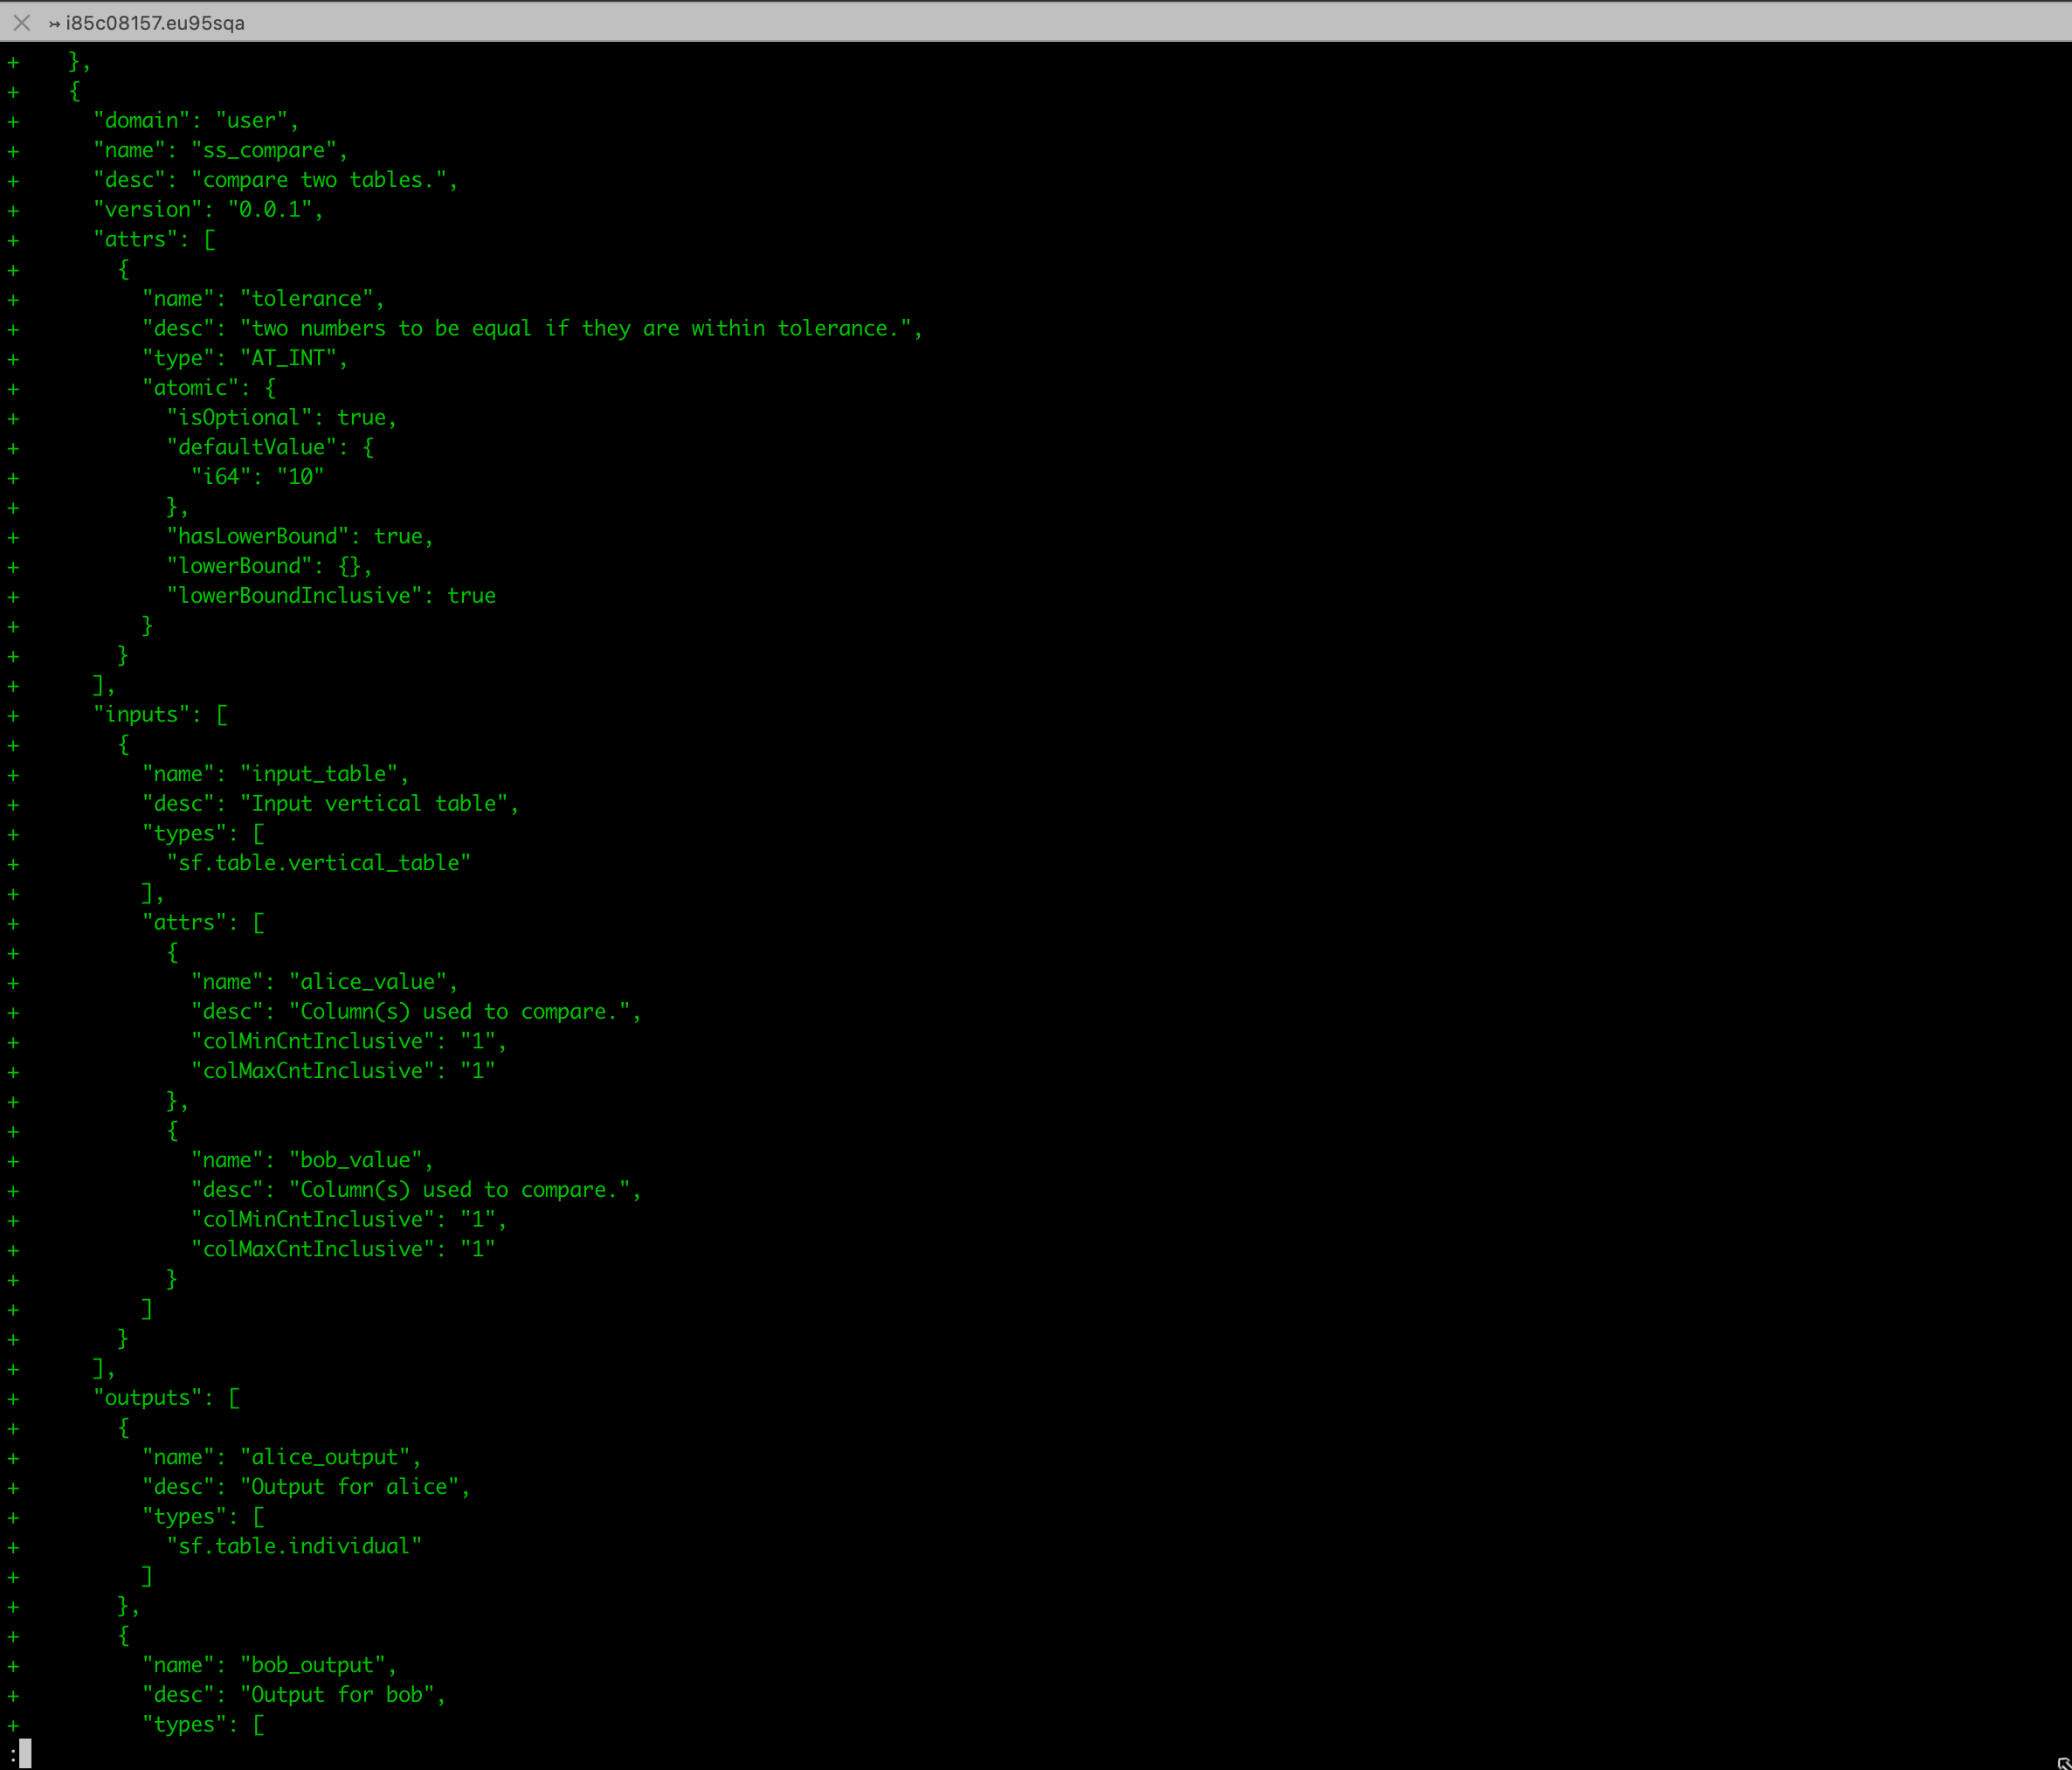 ↣ i85c08157.eu95sqa
+    },
+    {
+      "domain": "user",
+      "name": "ss_compare",
+      "desc": "compare two tables.",
+      "version": "0.0.1",
+      "attrs": [
+        {
+          "name": "tolerance",
+          "desc": "two numbers to be equal if they are within tolerance.",
+          "type": "AT_INT",
+          "atomic": {
+            "isOptional": true,
+            "defaultValue": {
+              "i64": "10"
+            },
+            "hasLowerBound": true,
+            "lowerBound": {},
+            "lowerBoundInclusive": true
+          }
+        }
+      ],
+      "inputs": [
+        {
+          "name": "input_table",
+          "desc": "Input vertical table",
+          "types": [
+            "sf.table.vertical_table"
+          ],
+          "attrs": [
+            {
+              "name": "alice_value",
+              "desc": "Column(s) used to compare.",
+              "colMinCntInclusive": "1",
+              "colMaxCntInclusive": "1"
+            },
+            {
+              "name": "bob_value",
+              "desc": "Column(s) used to compare.",
+              "colMinCntInclusive": "1",
+              "colMaxCntInclusive": "1"
+            }
+          ]
+        }
+      ],
+      "outputs": [
+        {
+          "name": "alice_output",
+          "desc": "Output for alice",
+          "types": [
+            "sf.table.individual"
+          ]
+        },
+        {
+          "name": "bob_output",
+          "desc": "Output for bob",
+          "types": [
: